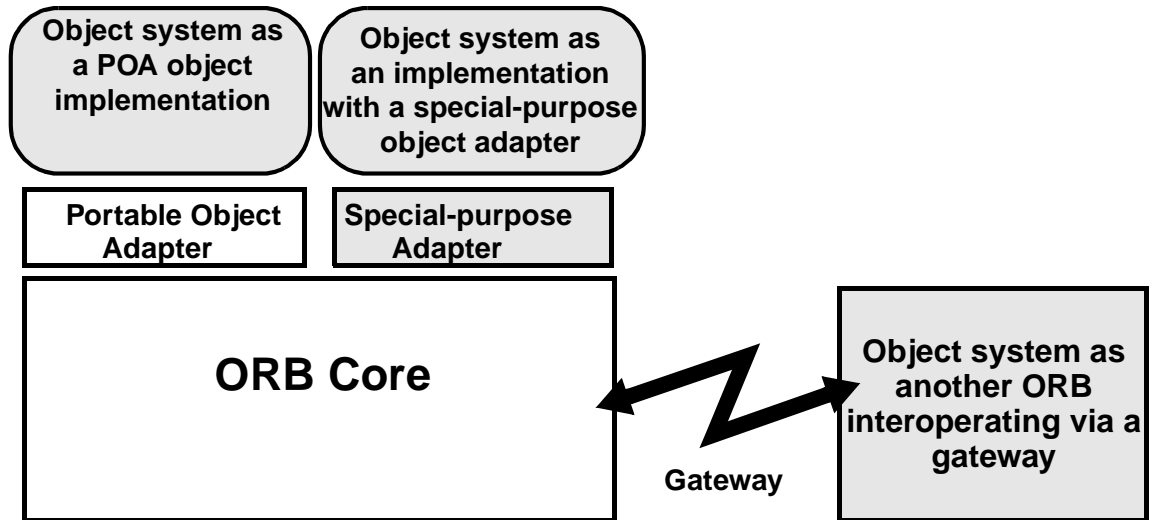 Object system as
a POA object
implementation
Object system as
an implementation
with a special-purpose
object adapter
Portable Object
Adapter
Special-purpose
Adapter
ORB Core
Object system as
another ORB
interoperating via a
gateway
Gateway